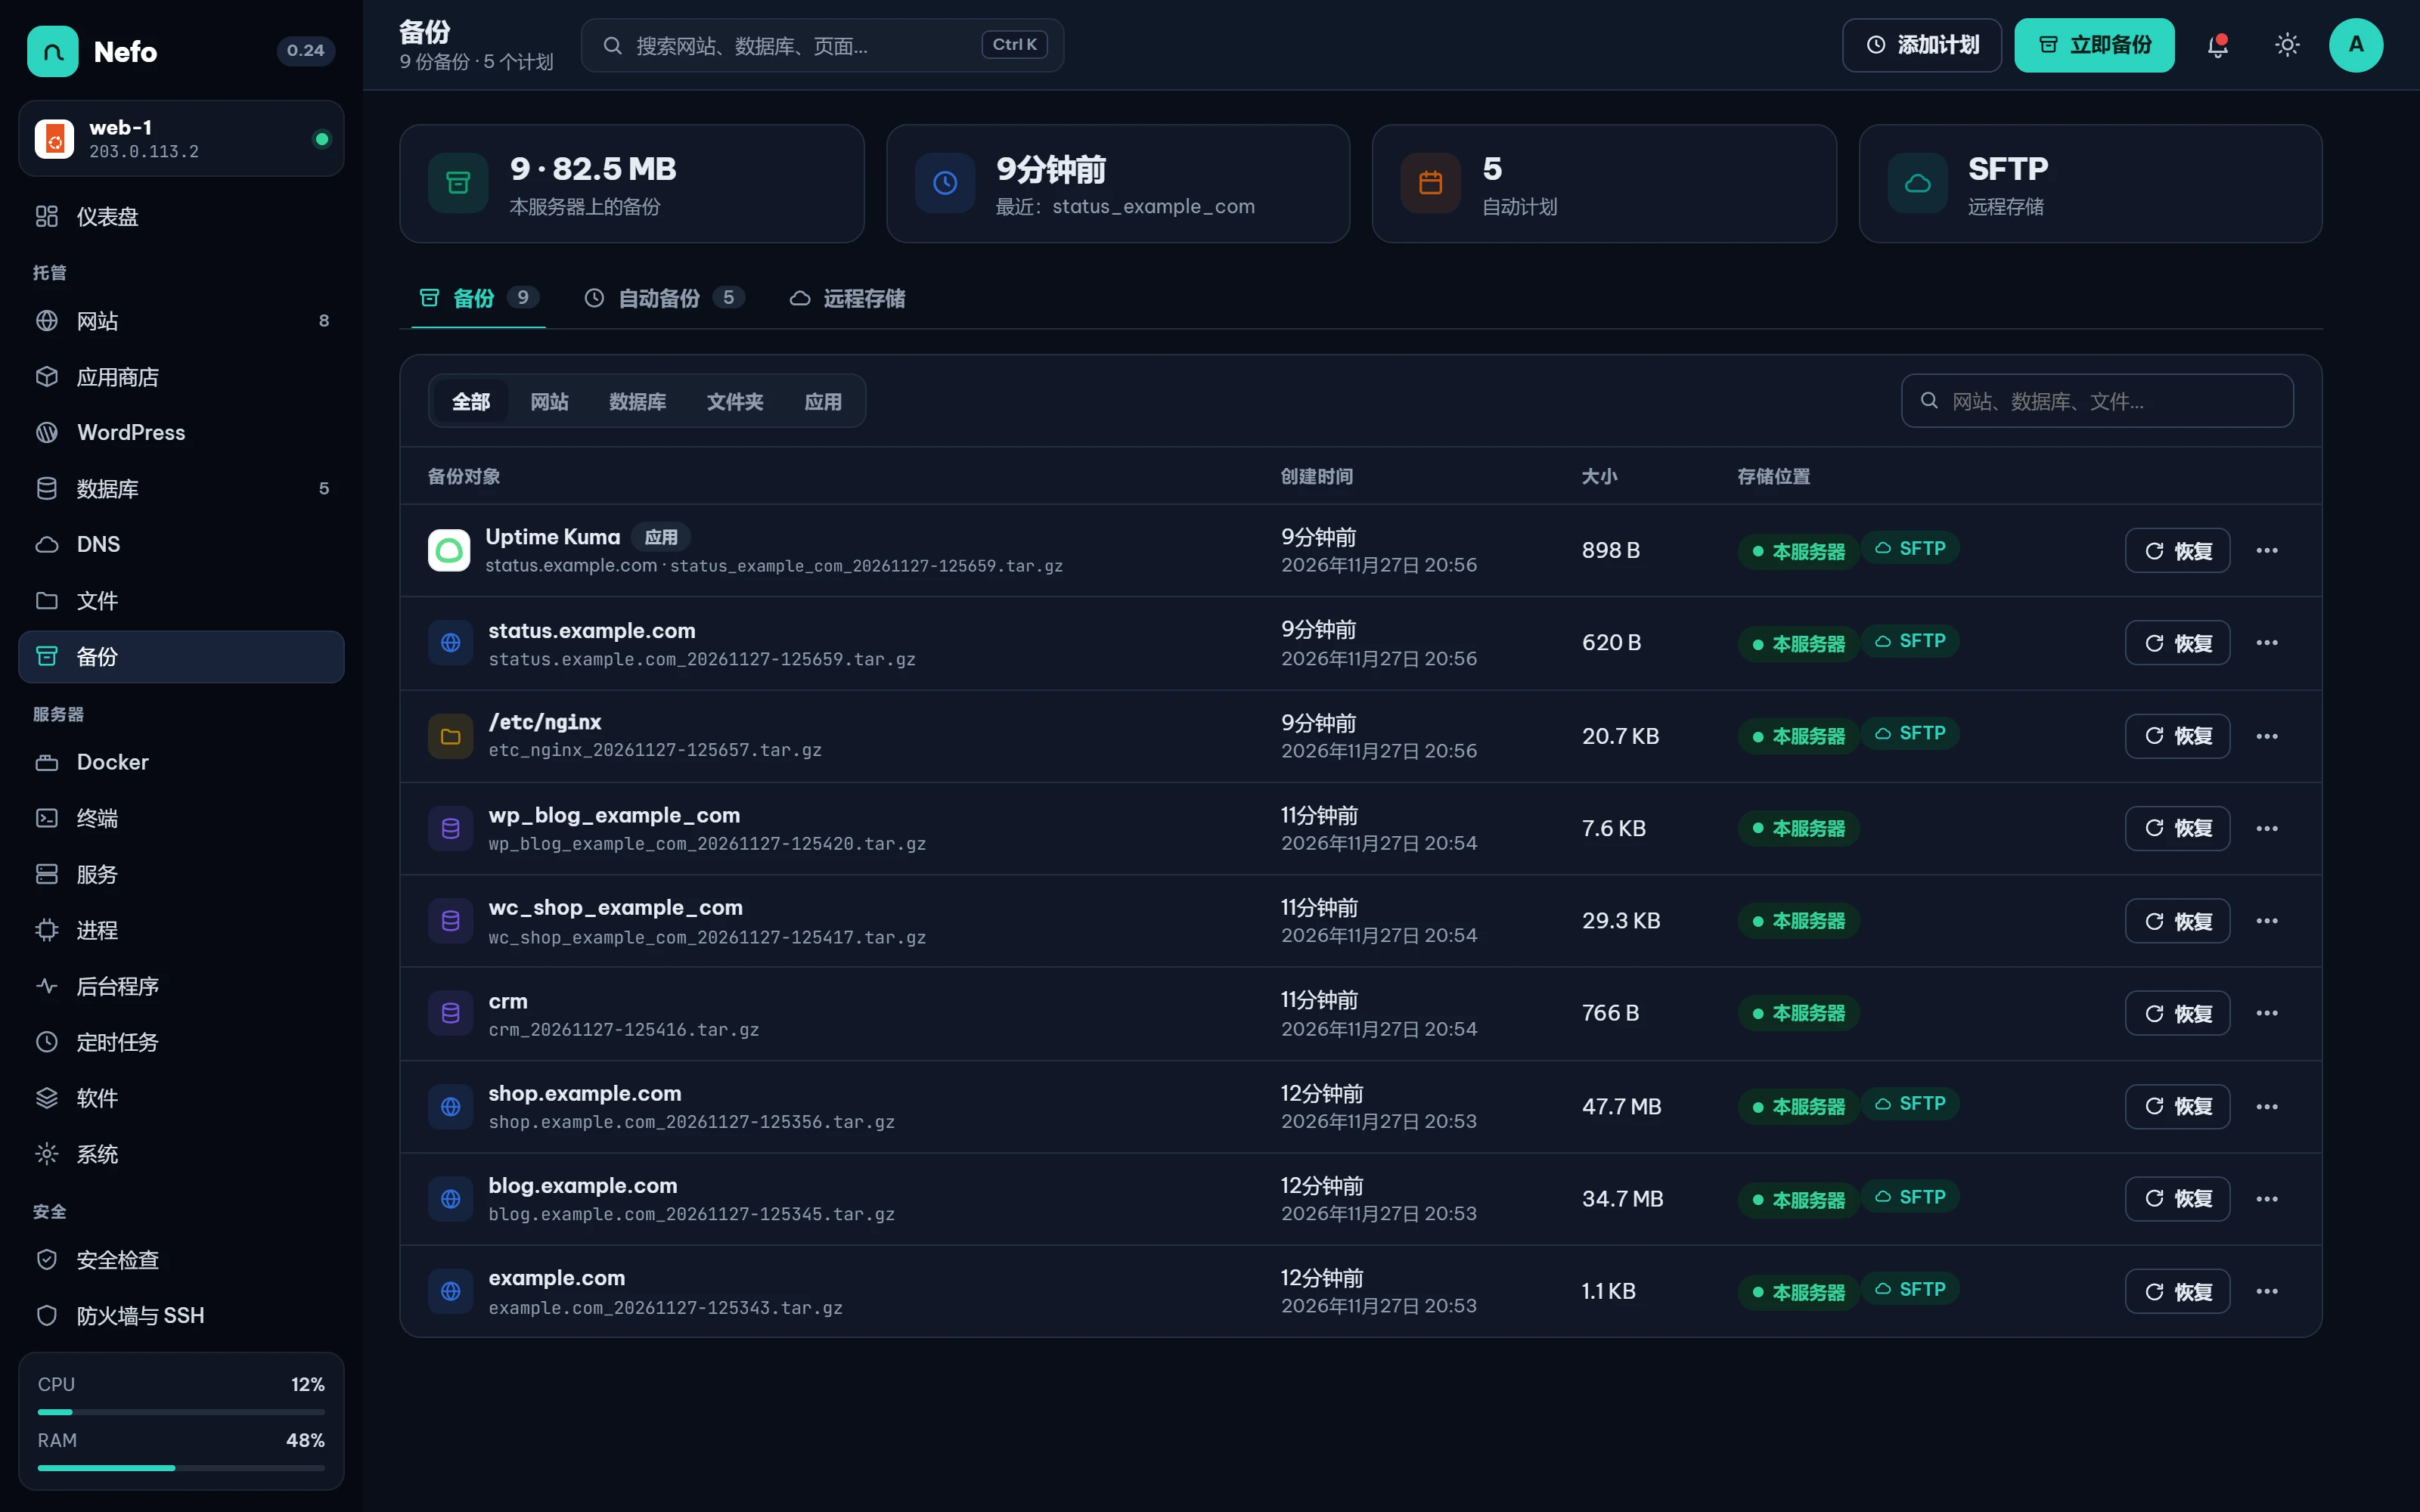 Nefo
0.24
web-1
203.0.113.2
仪表盘
托管
网站
8
应用商店
WordPress
数据库
5
DNS
文件
备份
服务器
Docker
终端
服务
进程
后台程序
定时任务
软件
系统
安全
安全检查
防火墙与 SSH
CPU
12%
RAM
48%
备份
9 份备份 · 5 个计划
搜索网站、数据库、页面...
Ctrl K
添加计划
立即备份
A
9 · 82.5 MB
本服务器上的备份
9分钟前
最近：status_example_com
5
自动计划
SFTP
远程存储
备份 9
自动备份 5
远程存储
全部
网站
数据库
文件夹
应用
网站、数据库、文件...
备份对象
创建时间
大小
存储位置
Uptime Kuma 应用
status.example.com · status_example_com_20261127-125659.tar.gz
9分钟前
2026年11月27日 20:56
898 B
本服务器
SFTP
恢复
status.example.com
status.example.com_20261127-125659.tar.gz
9分钟前
2026年11月27日 20:56
620 B
本服务器
SFTP
恢复
/etc/nginx
etc_nginx_20261127-125657.tar.gz
9分钟前
2026年11月27日 20:56
20.7 KB
本服务器
SFTP
恢复
wp_blog_example_com
wp_blog_example_com_20261127-125420.tar.gz
11分钟前
2026年11月27日 20:54
7.6 KB
本服务器
恢复
wc_shop_example_com
wc_shop_example_com_20261127-125417.tar.gz
11分钟前
2026年11月27日 20:54
29.3 KB
本服务器
恢复
crm
crm_20261127-125416.tar.gz
11分钟前
2026年11月27日 20:54
766 B
本服务器
恢复
shop.example.com
shop.example.com_20261127-125356.tar.gz
12分钟前
2026年11月27日 20:53
47.7 MB
本服务器
SFTP
恢复
blog.example.com
blog.example.com_20261127-125345.tar.gz
12分钟前
2026年11月27日 20:53
34.7 MB
本服务器
SFTP
恢复
example.com
example.com_20261127-125343.tar.gz
12分钟前
2026年11月27日 20:53
1.1 KB
本服务器
SFTP
恢复